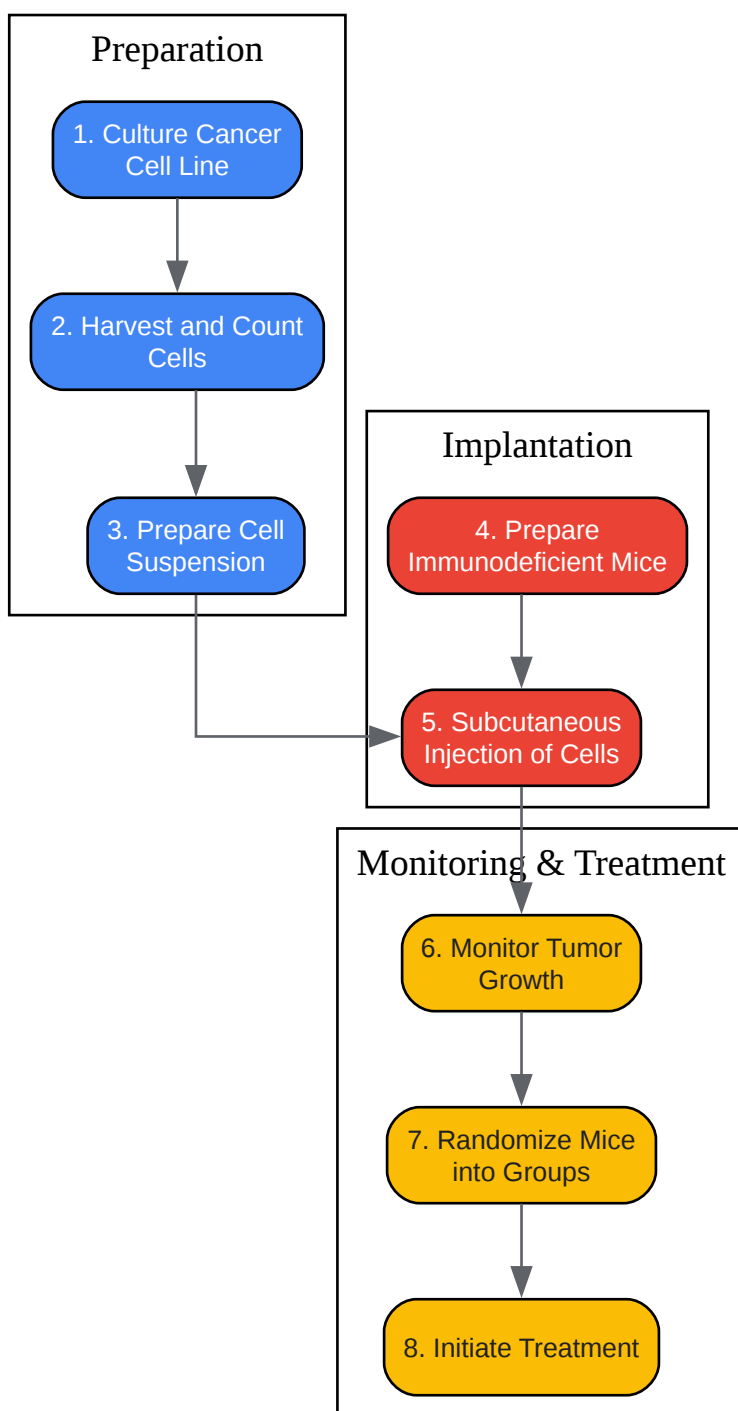 Preparation
1. Culture Cancer
Cell Line
2. Harvest and Count
Cells
3. Prepare Cell
Suspension
Implantation
4. Prepare
Immunodeficient Mice
5. Subcutaneous
Injection of Cells
Monitoring & Treatment
6. Monitor Tumor
Growth
7. Randomize Mice
into Groups
8. Initiate Treatment